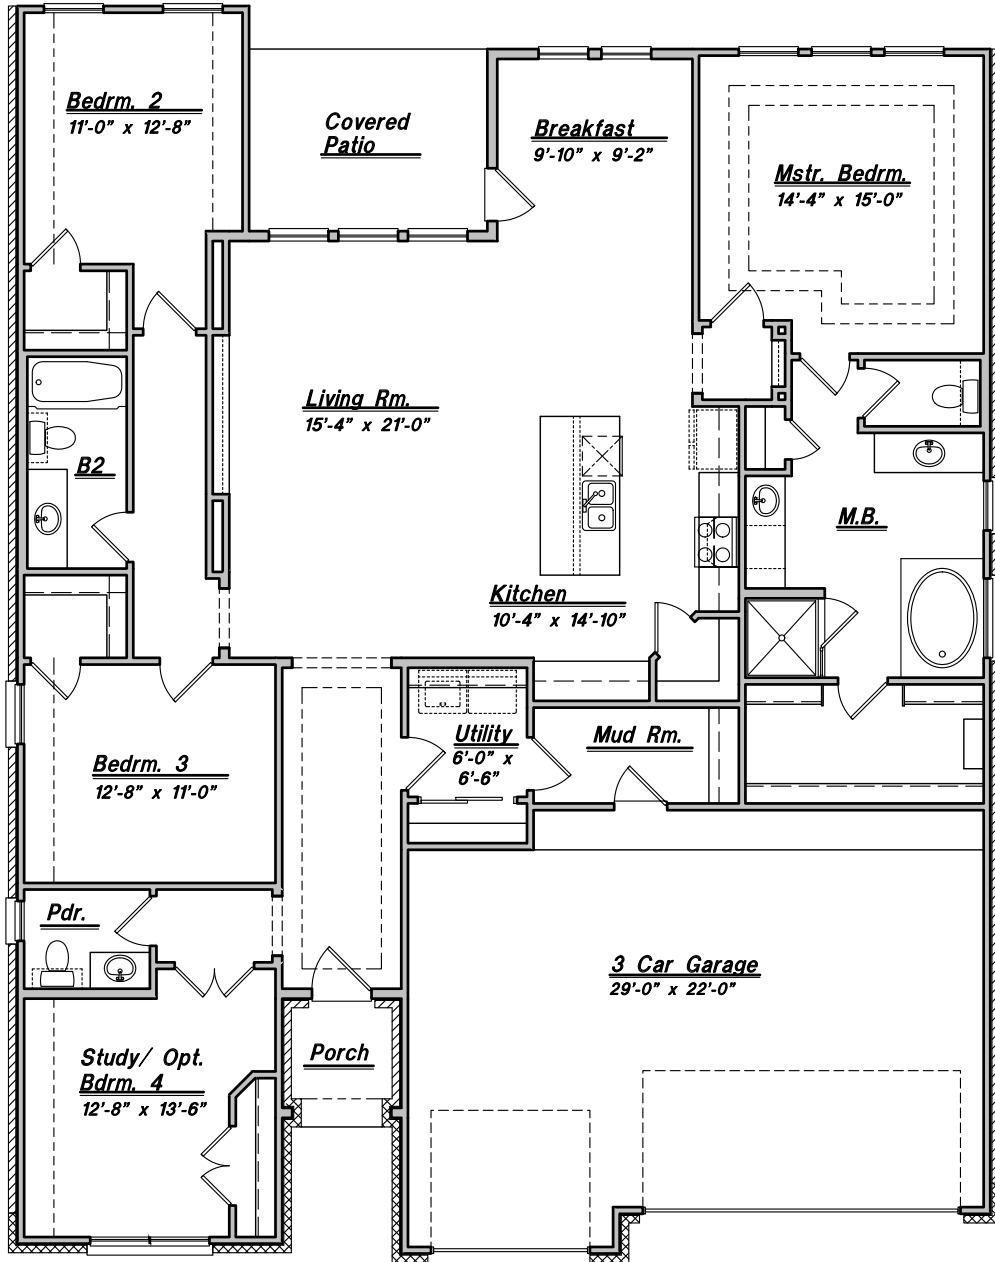 Bedrm. 2
11'-0" x 12'-8"
Covered
Patio
Breakfast
9'-10" x 9'-2"
Mstr. Bedrm.
14'-4" x 15'-0"
Living Rm.
15'-4" x 21'-0"
B2
M.B.
Kitchen
10'-4" x 14'-10"
Utility
6'-0" x
6'-6"
Mud Rm.
Bedrm. 3
12'-8" x 11'-0"
Pdr.
3 Car Garage
29'-0" x 22'-0"
Porch
Study/ Opt.
Bdrm. 4
12'-8" x 13'-6"